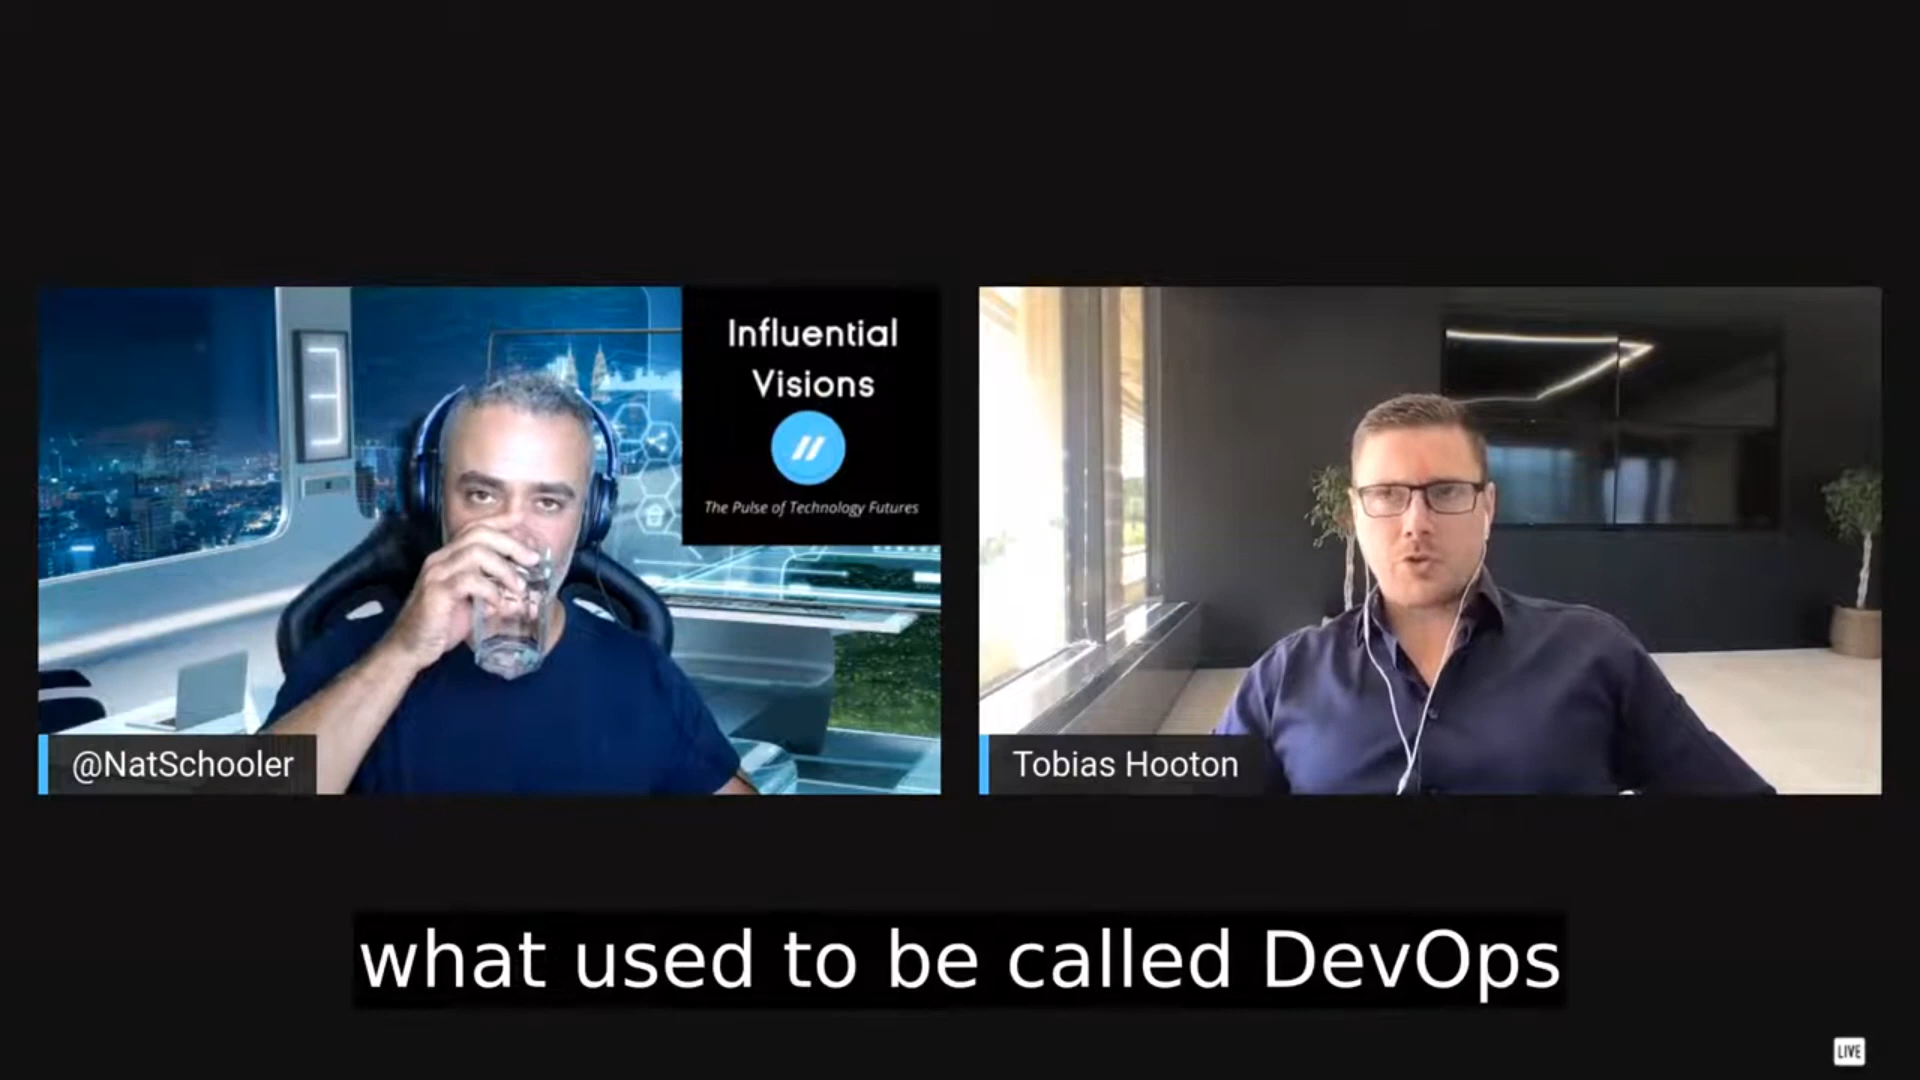 Influential
Visions
The Pulse of Technology Futures
@NatSchooler
Tobias Hooton
what used to be called DevOps
LIVE